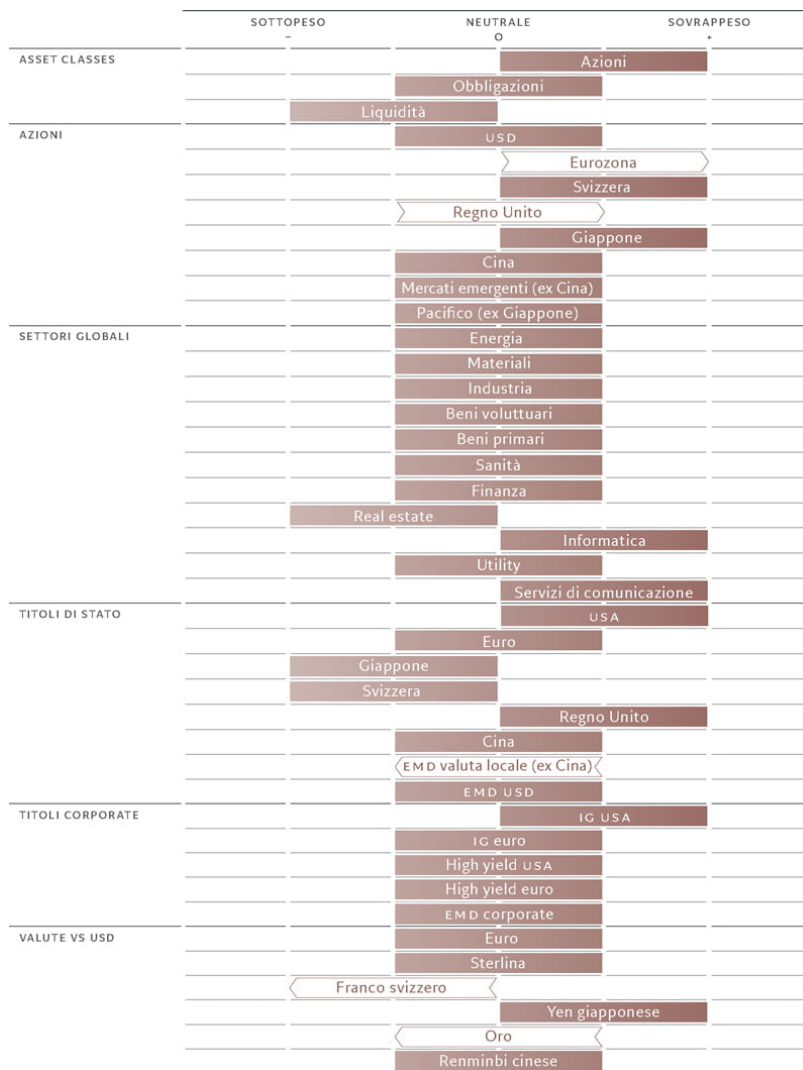 SOTTOPESO NEUTRALE SOVRAPPESO
– O +
ASSET CLASSES Azioni
Obbligazioni
Liquidità
AZIONI USD
Eurozona
Svizzera
Regno Unito
Giappone
Cina
Mercati emergenti (ex Cina)
Pacifico (ex Giappone)
SETTORI GLOBALI Energia
Materiali
Industria
Beni voluttuari
Beni primari
Sanità
Finanza
Real estate
Informatica
Utility
Servizi di comunicazione
TITOLI DI STATO USA
Euro
Giappone
Svizzera
Regno Unito
Cina
EMD valuta locale (ex Cina)
EMD USD
TITOLI CORPORATE IG USA
IG euro
High yield USA
High yield euro
EMD corporate
VALUTE VS USD Euro
Sterlina
Franco svizzero
Yen giapponese
Oro
Renminbi cinese